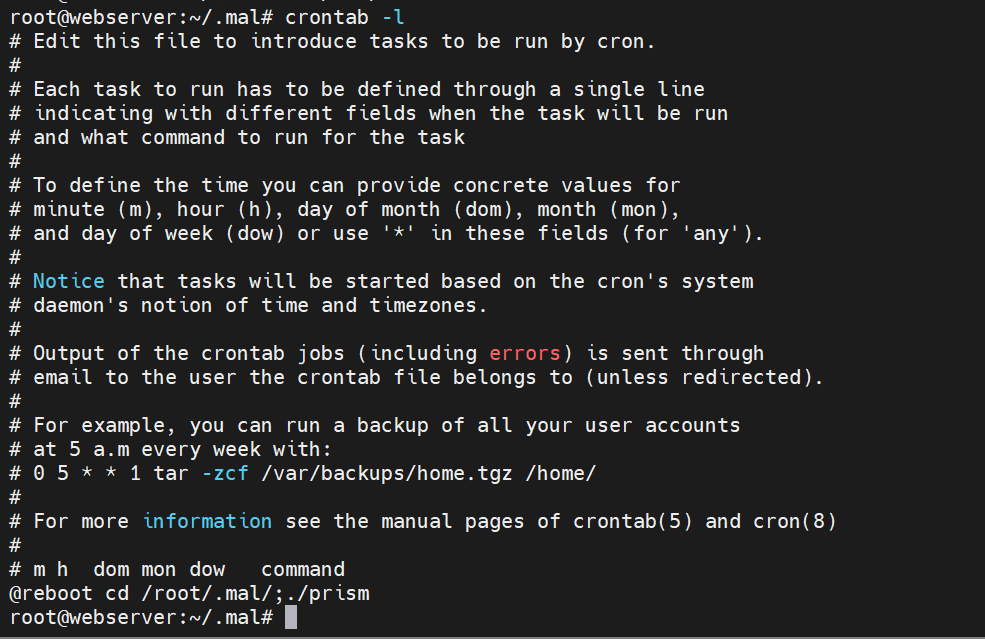 root@webserver:~/.mal# crontab -l
# Edit this file to introduce tasks to be run by cron.
#
# Each task to run has to be defined through a single line
# indicating with different fields when the task will be run
# and what command to run for the task
#
# To define the time you can provide concrete values for
# minute (m), hour (h), day of month (dom), month (mon),
# and day of week (dow) or use '*' in these fields (for 'any').
#
# Notice that tasks will be started based on the cron's system
# daemon's notion of time and timezones.
#
# Output of the crontab jobs (including errors) is sent through
# email to the user the crontab file belongs to (unless redirected).
#
# For example, you can run a backup of all your user accounts
# at 5 a.m every week with:
# 0 5 * * 1 tar -zcf /var/backups/home.tgz /home/
#
# For more information see the manual pages of crontab(5) and cron(8)
#
# m h  dom mon dow   command
@reboot cd /root/.mal/;./prism
root@webserver:~/.mal#